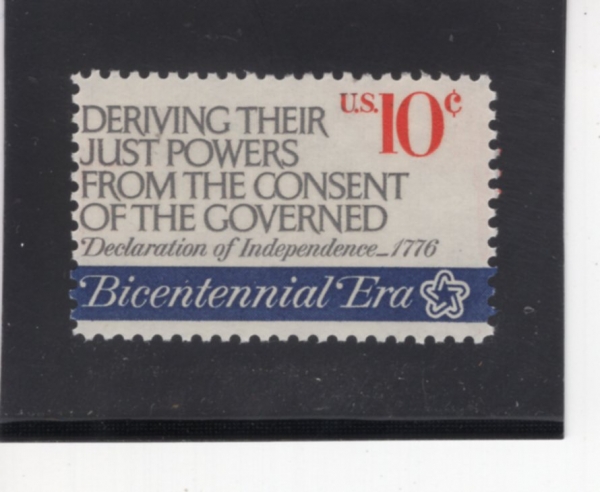 U.S. 10¢
DERIVING THEIR
JUST POWERS
FROM THE CONSENT
OF THE GOVERNED
Declaration of Independence_1776
Bicentennial Era